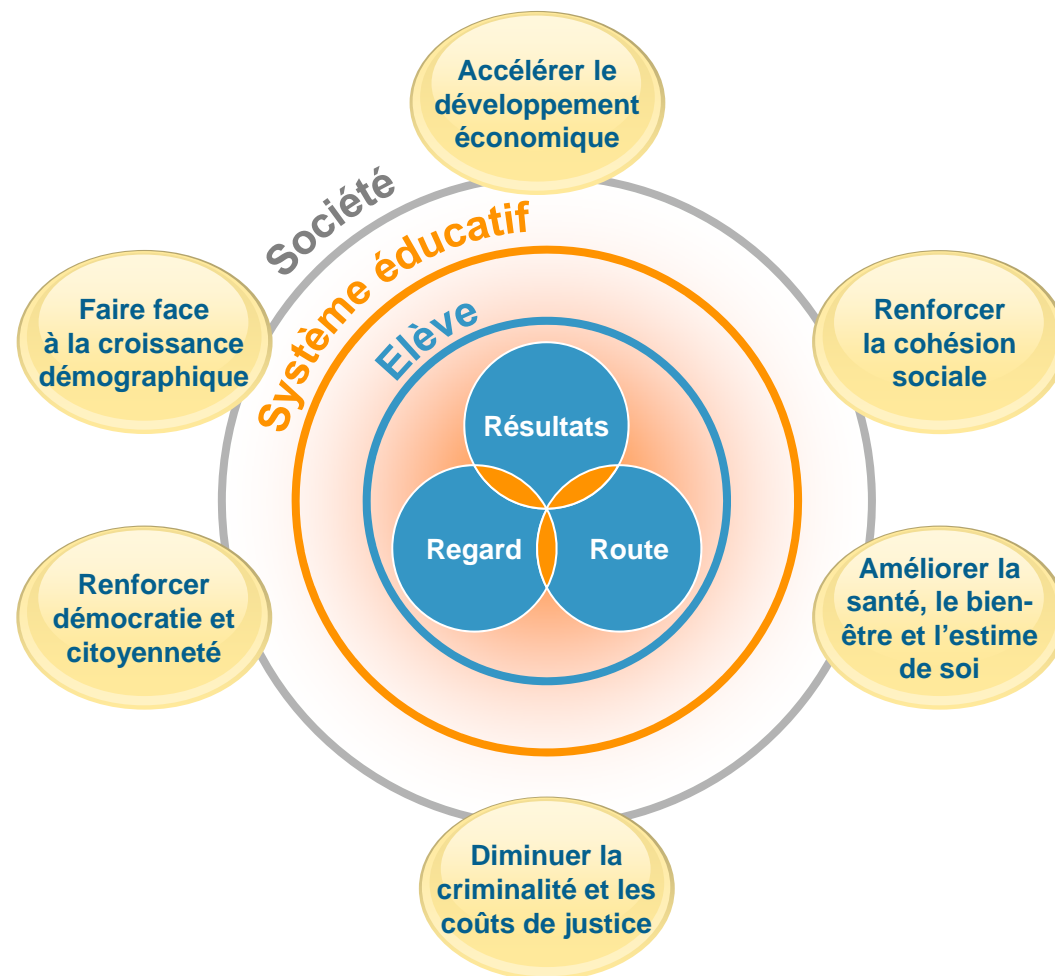 Accélérer le
développement
économique
Société
Système éducatif
Elève
Faire face
à la croissance
démographique
Renforcer
la cohésion
sociale
Résultats
Regard
Route
Renforcer
démocratie et
citoyenneté
Améliorer la
santé, le bien-
être et l’estime
de soi
Diminuer la
criminalité et les
coûts de justice